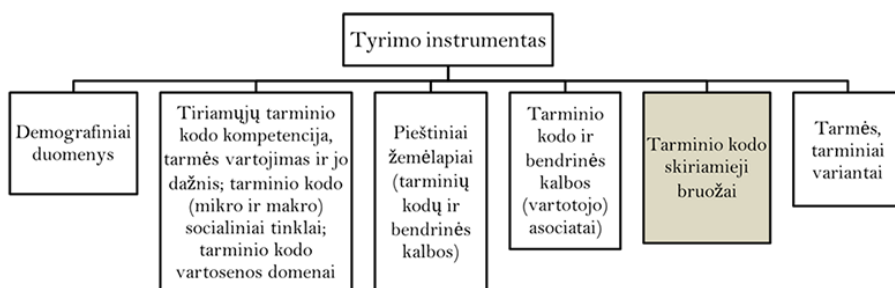 Tyrimo instrumentas
Demografiniai
duomenys
Tiriamųjų tarminio
kodo kompetencija,
tarmės vartojimas ir jo
dažnis; tarminio kodo
(mikro ir makro)
socialiniai tinklai;
tarminio kodo
vartosenos domenai
Pieštiniai
žemėlapiai
(tarminių
kodų ir
bendrinės
kalbos)
Tarminio
kodo ir
bendrinės
kalbos
(vartotojo)
asociatai)
Tarminio kodo
skiriamieji
bruožai
Tarmės,
tarminiai
variantai